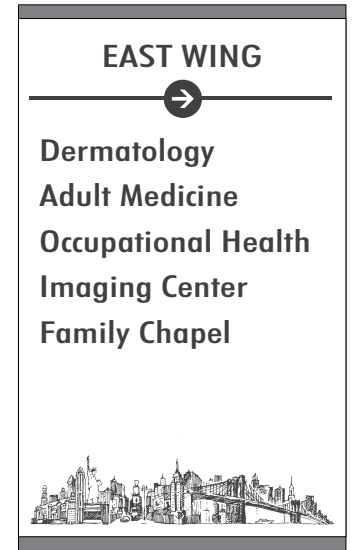 EAST WING
Dermatology
Adult Medicine
Occupational Health
Imaging Center
Family Chapel